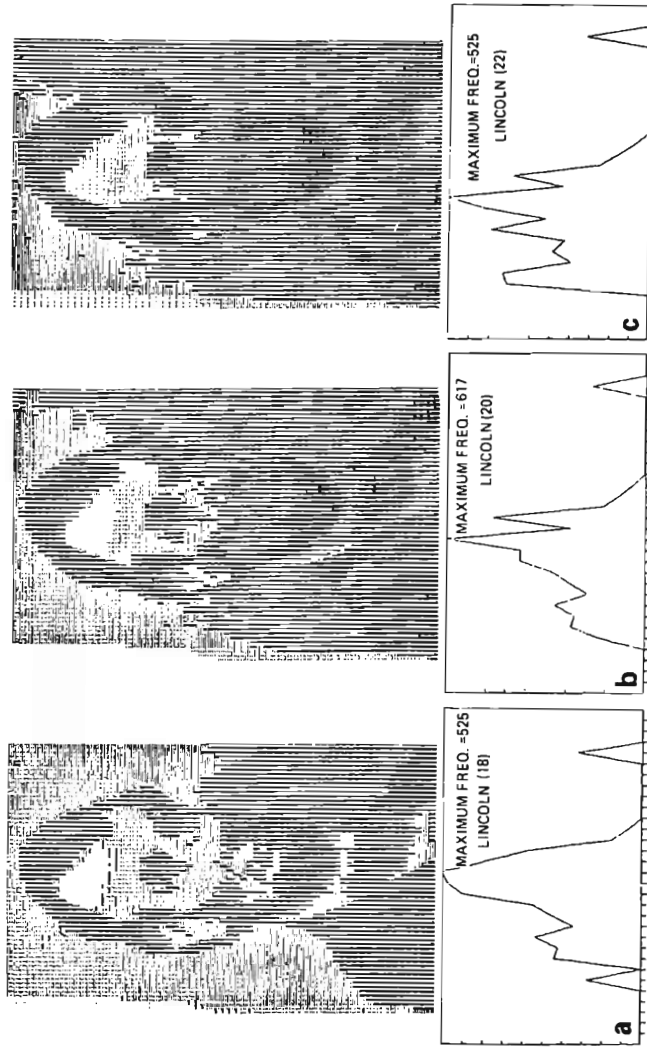 MAXIMUM FREQ.=525
LINCOLN (18)
a
MAXIMUM FREQ. =617
LINCOLN (20)
b
MAXIMUM FREQ.=525
LINCOLN (22)
c